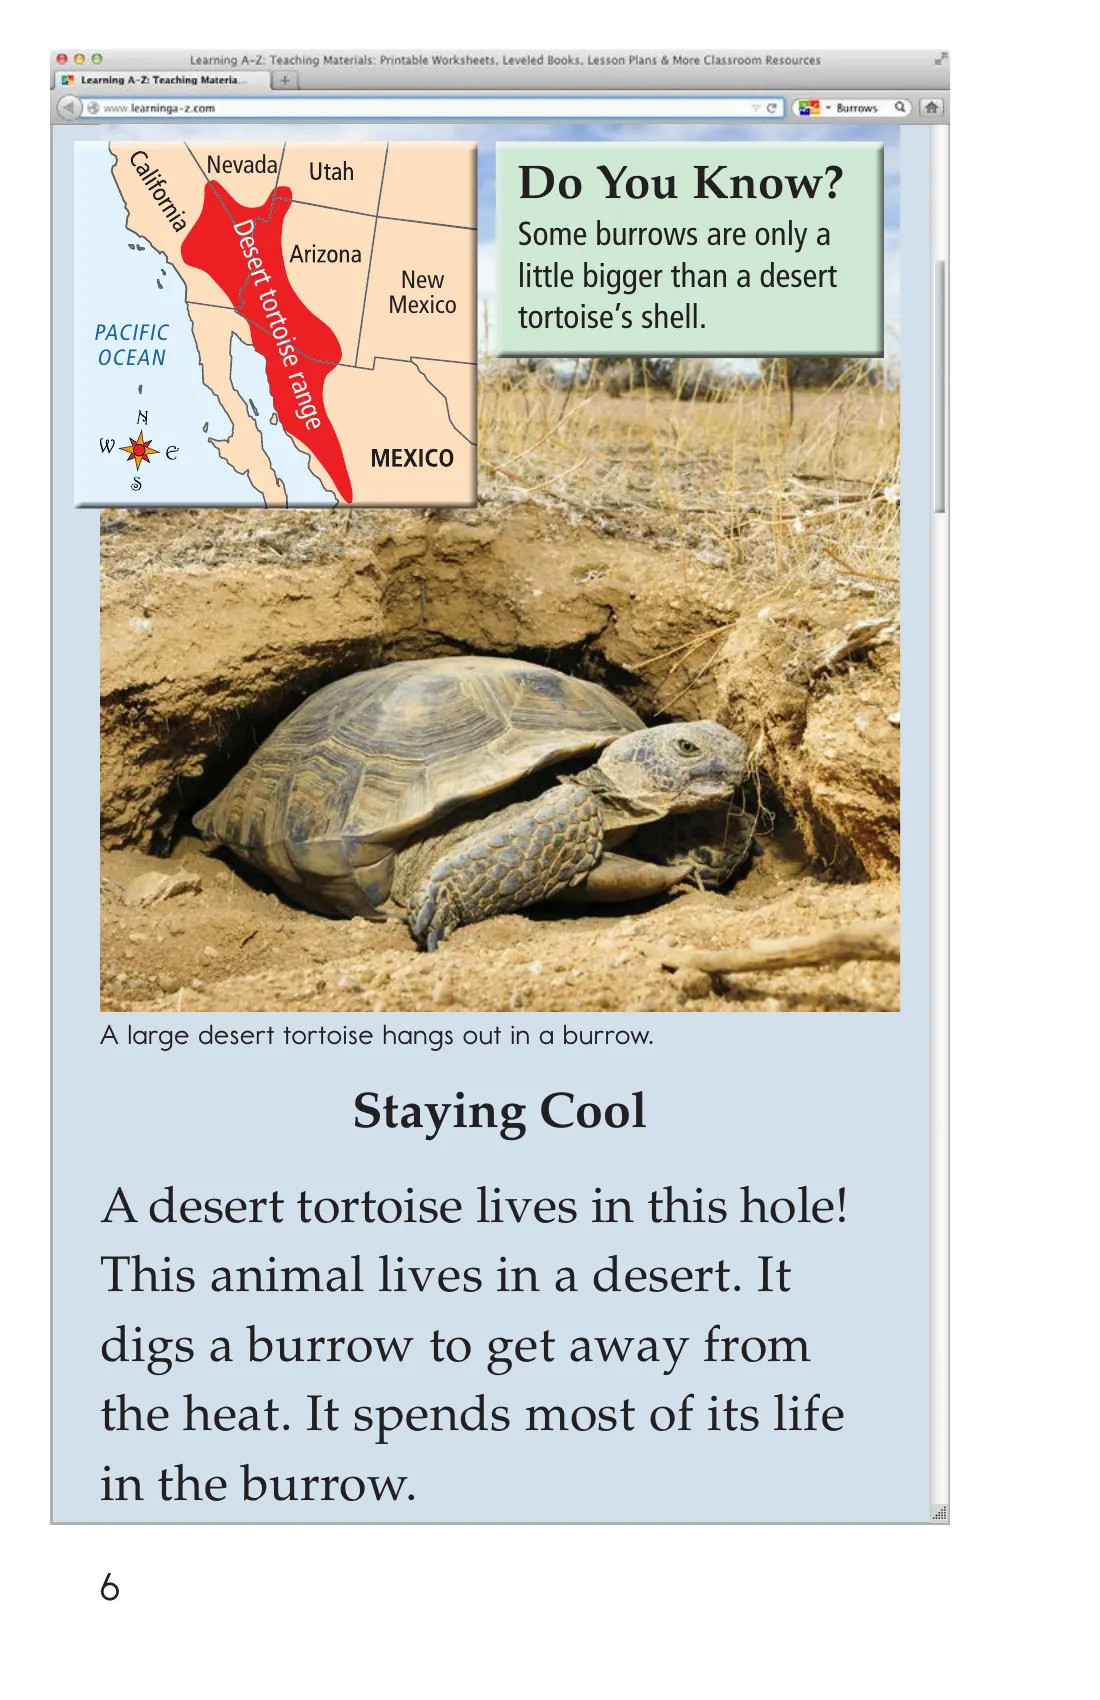 Learning A-Z: Teaching Materials: Printable Worksheets, Leveled Books, Lesson Plans & More Classroom Resources
Learning A-Z: Teaching Materia...
www.learninga-z.com
Burrows
California
Nevada
Utah
Desert tortoise range
Arizona
New
Mexico
PACIFIC
OCEAN
N
W
E
S
MEXICO
Do You Know?
Some burrows are only a
little bigger than a desert
tortoise’s shell.
A large desert tortoise hangs out in a burrow.
Staying Cool
A desert tortoise lives in this hole!
This animal lives in a desert. It
digs a burrow to get away from
the heat. It spends most of its life
in the burrow.
6